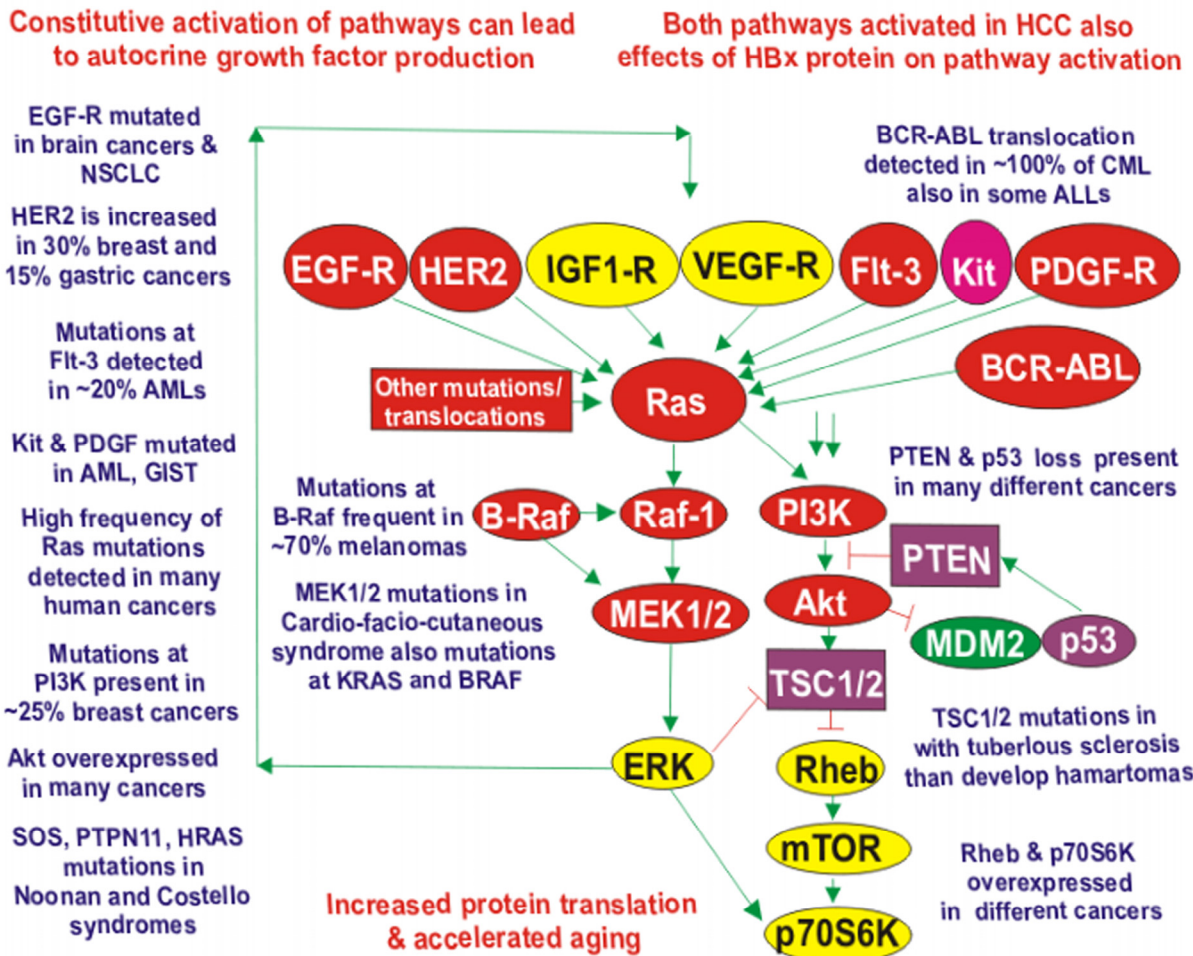 Constitutive activation of pathways can lead
to autocrine growth factor production
Both pathways activated in HCC also
effects of HBx protein on pathway activation
EGF-R mutated
in brain cancers &
NSCLC
BCR-ABL translocation
detected in ~100% of CML
also in some ALLs
HER2 is increased
in 30% breast and
15% gastric cancers
EGF-R
HER2
IGF1-R
VEGF-R
Flt-3
Kit
PDGF-R
Mutations at
Flt-3 detected
in ~20% AMLs
Other mutations/
translocations
Ras
BCR-ABL
Kit & PDGF mutated
in AML, GIST
PTEN & p53 loss present
in many different cancers
Mutations at
B-Raf frequent in
~70% melanomas
B-Raf
Raf-1
PI3K
High frequency of
Ras mutations
detected in many
human cancers
PTEN
MEK1/2 mutations in
Cardio-facio-cutaneous
syndrome also mutations
at KRAS and BRAF
MEK1/2
Akt
MDM2
p53
Mutations at
PI3K present in
~25% breast cancers
TSC1/2
TSC1/2 mutations in
with tuberlous sclerosis
than develop hamartomas
Akt overexpressed
in many cancers
ERK
Rheb
SOS, PTPN11, HRAS
mutations in
Noonan and Costello
syndromes
mTOR
Rheb & p70S6K
overexpressed
in different cancers
Increased protein translation
& accelerated aging
p70S6K